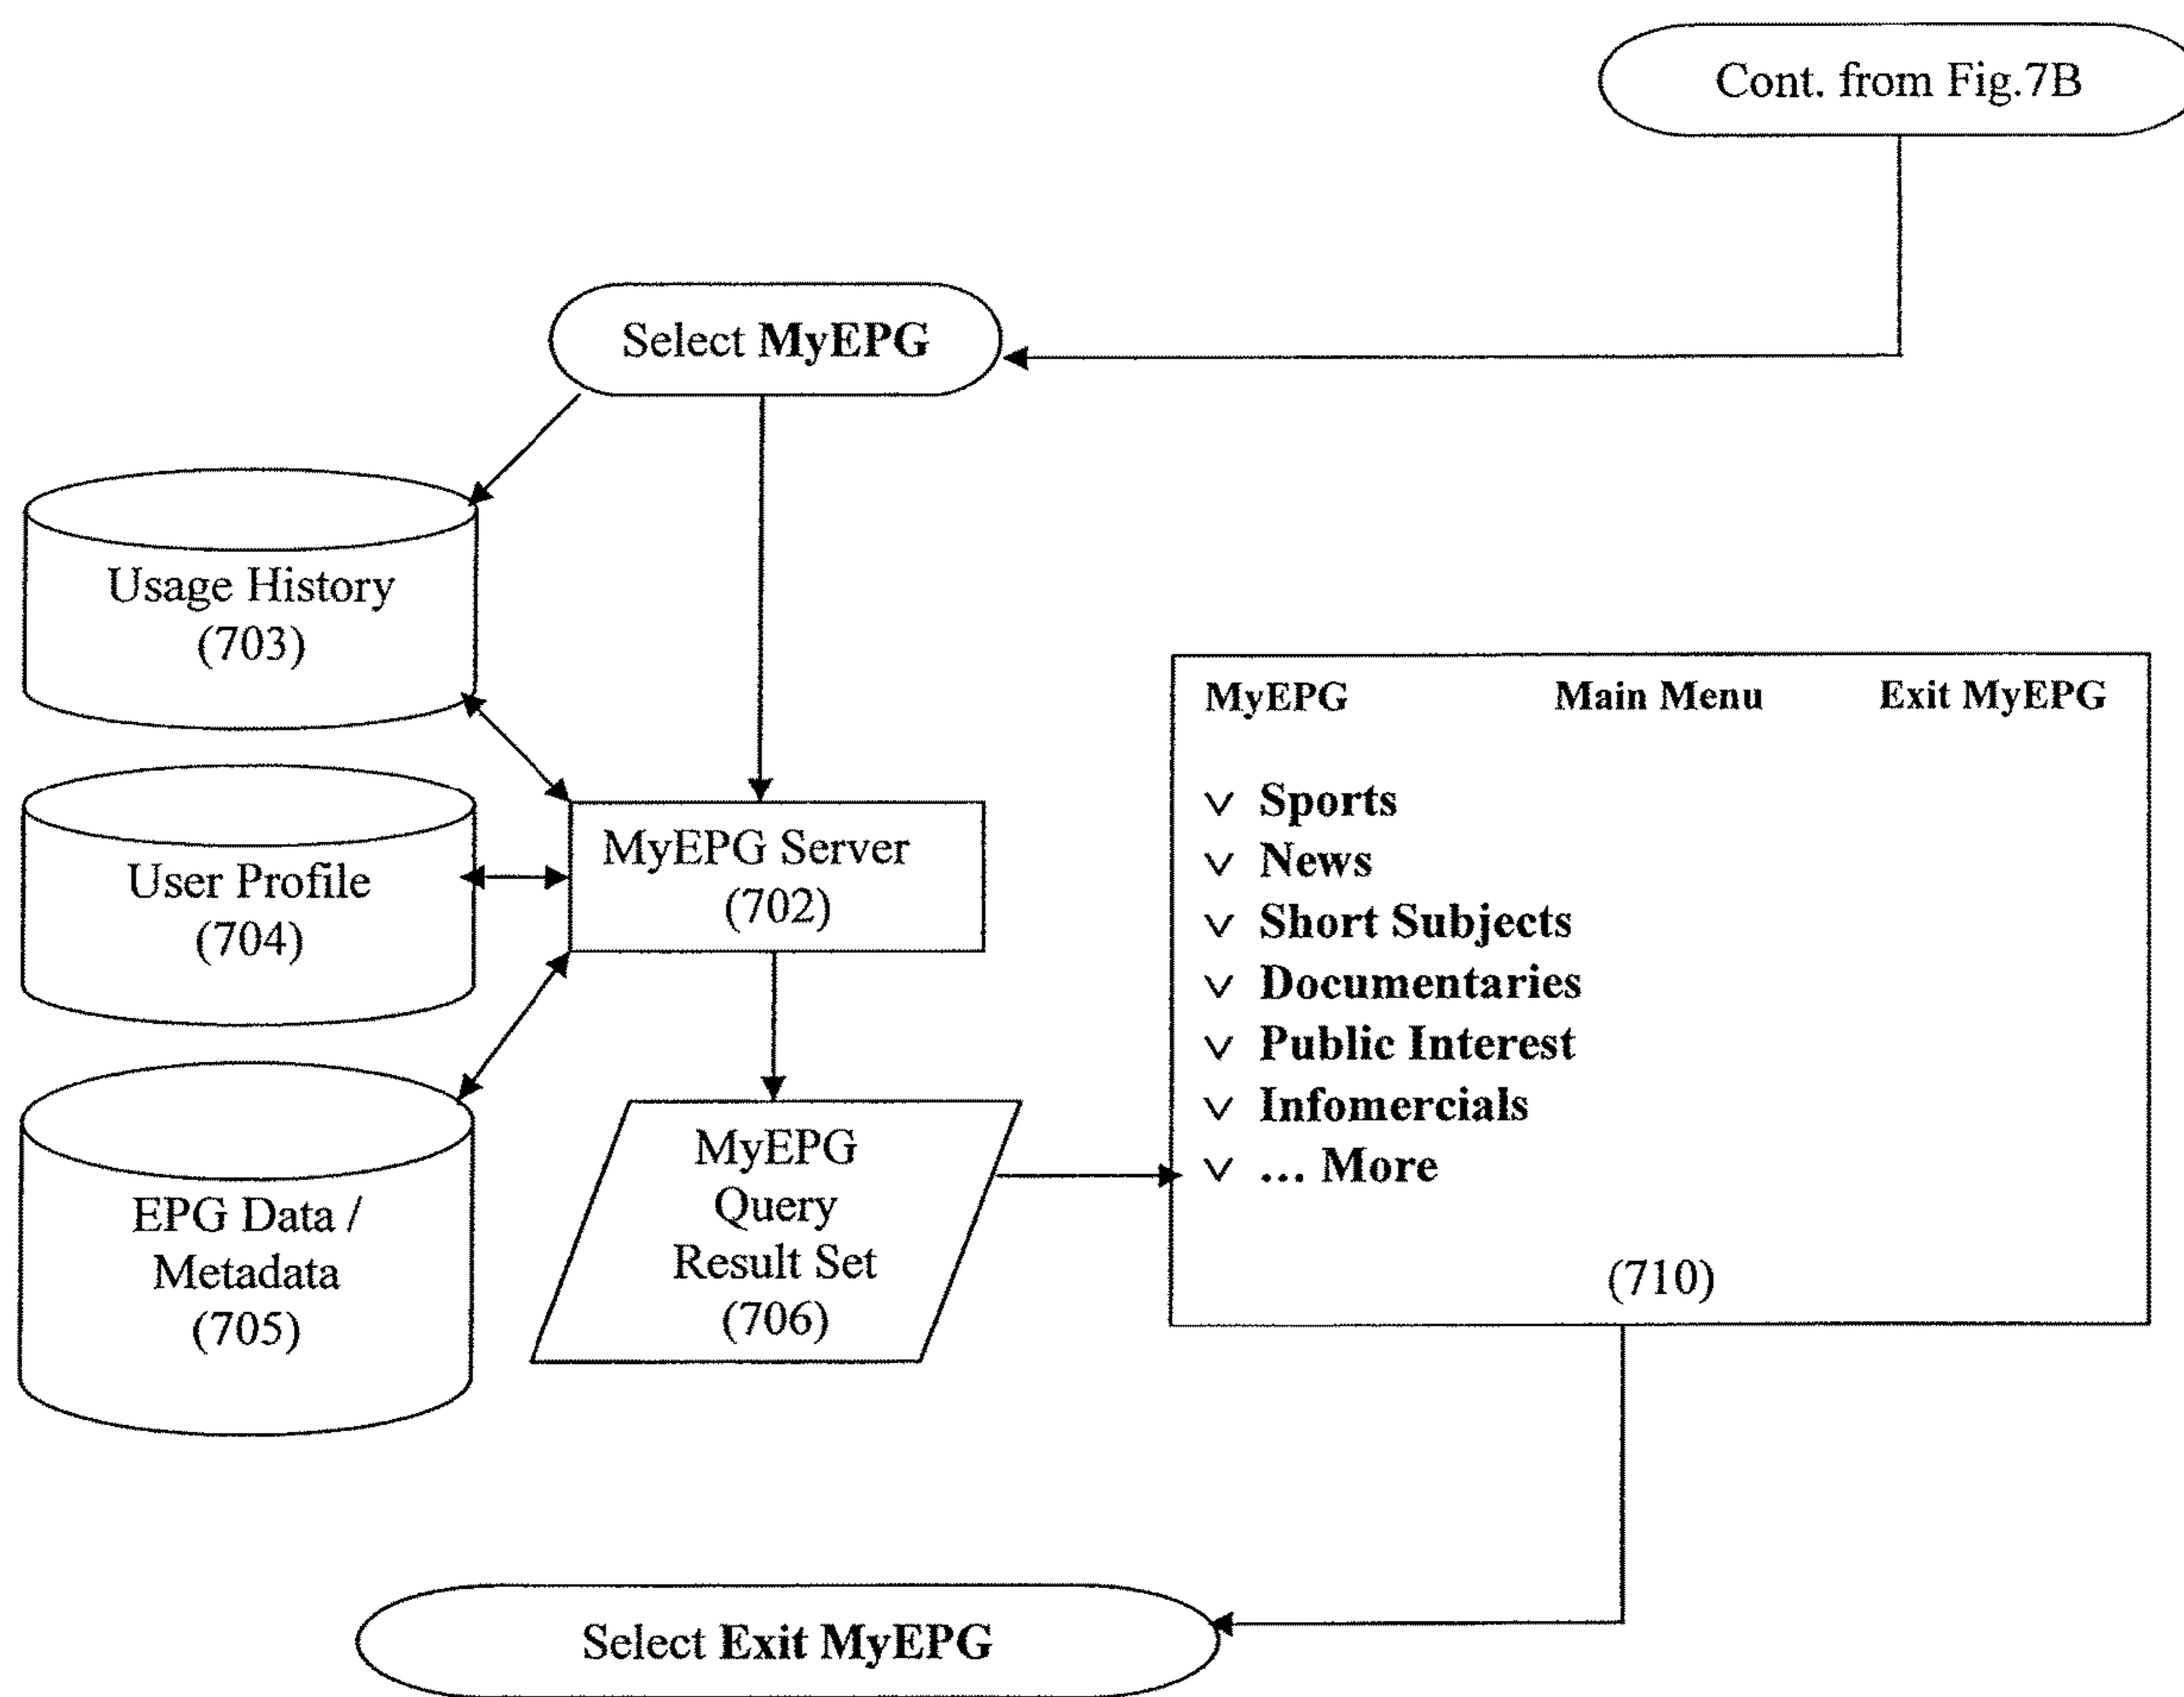 Cont. from Fig.7B
Select MyEPG
Usage History
(703)
User Profile
(704)
EPG Data /
Metadata
(705)
MyEPG Server
(702)
MyEPG
Query
Result Set
(706)
MyEPG Main Menu Exit MyEPG
v Sports
v News
v Short Subjects
v Documentaries
v Public Interest
v Infomercials
v ... More
(710)
Select Exit MyEPG